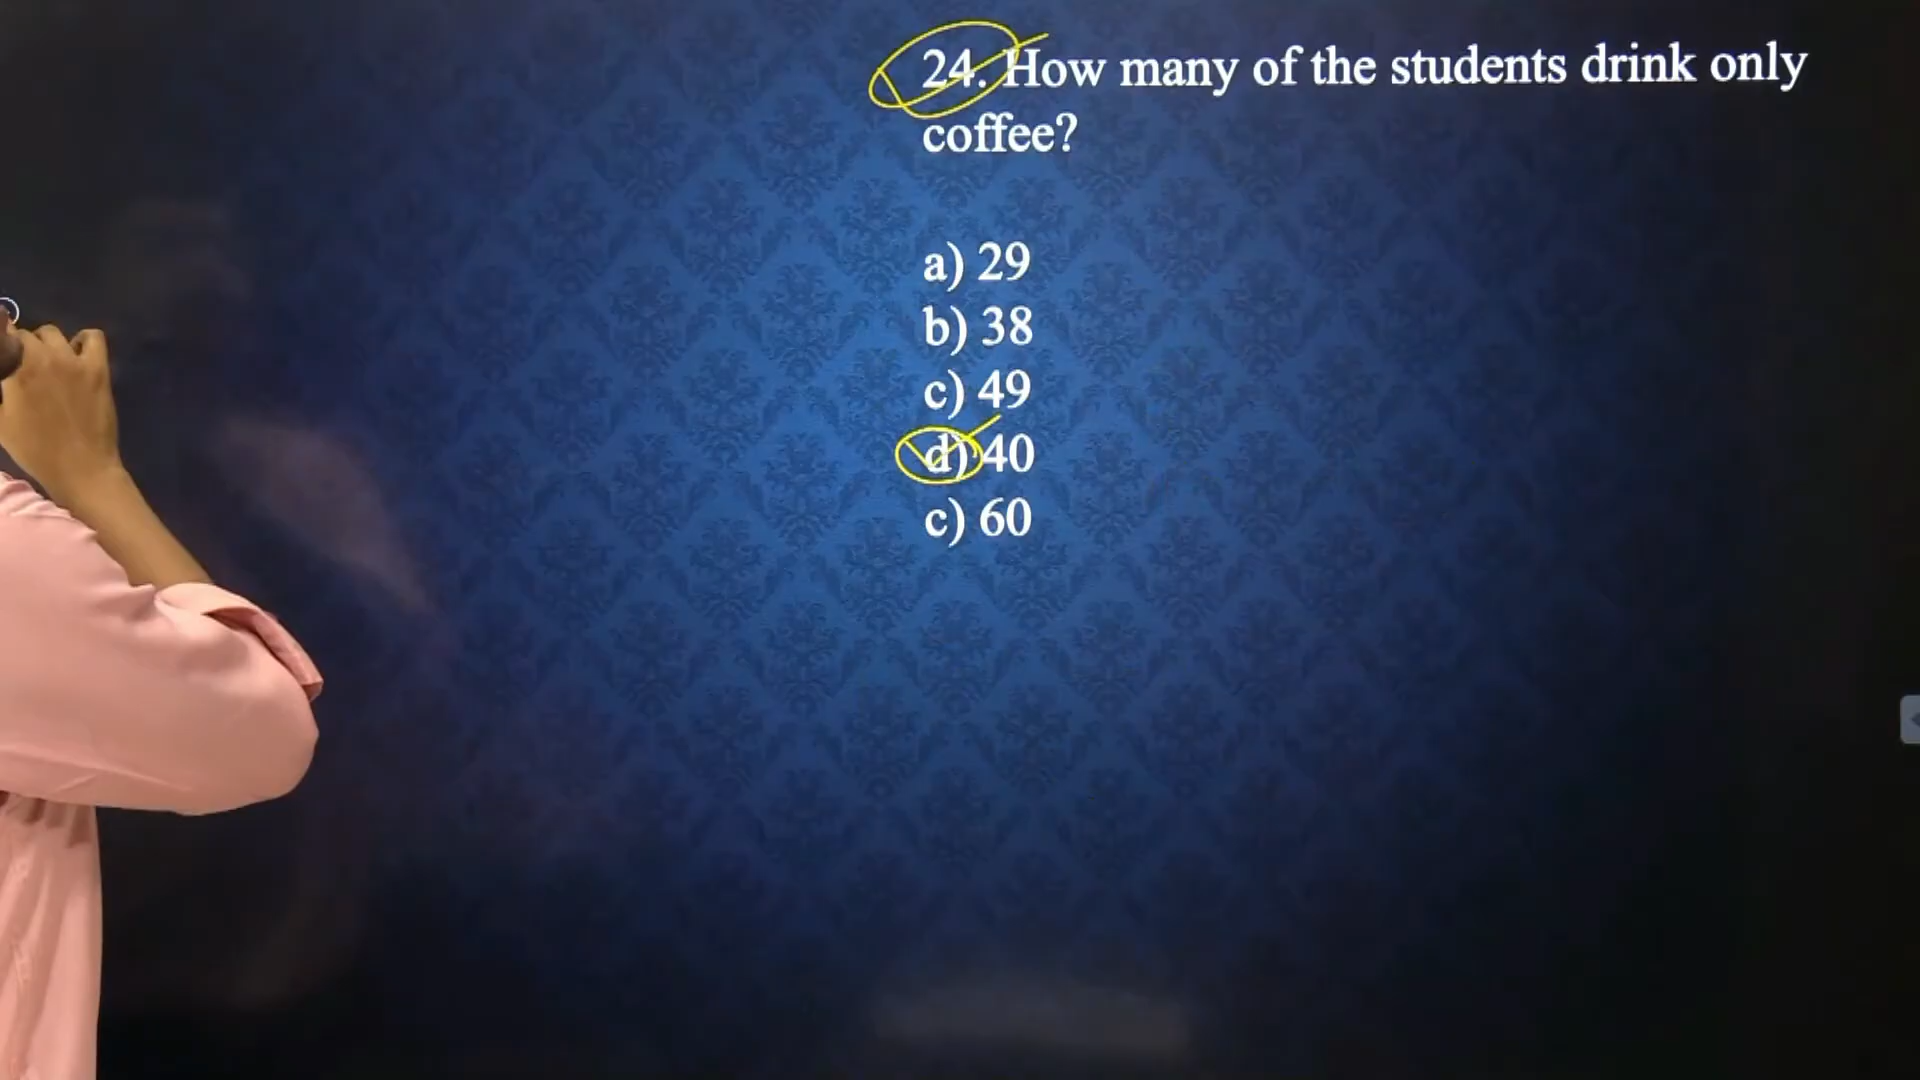 24. How many of the students drink only
coffee?
a) 29
b) 38
c) 49
d) 40
c) 60